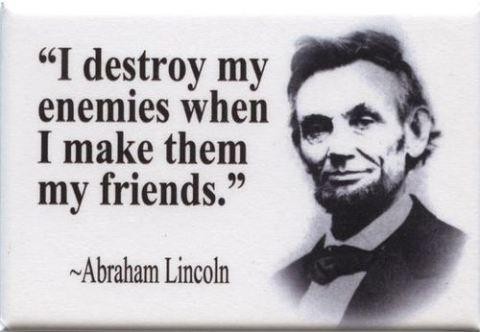 “I destroy my
enemies when
I make them
my friends.”
~Abraham Lincoln